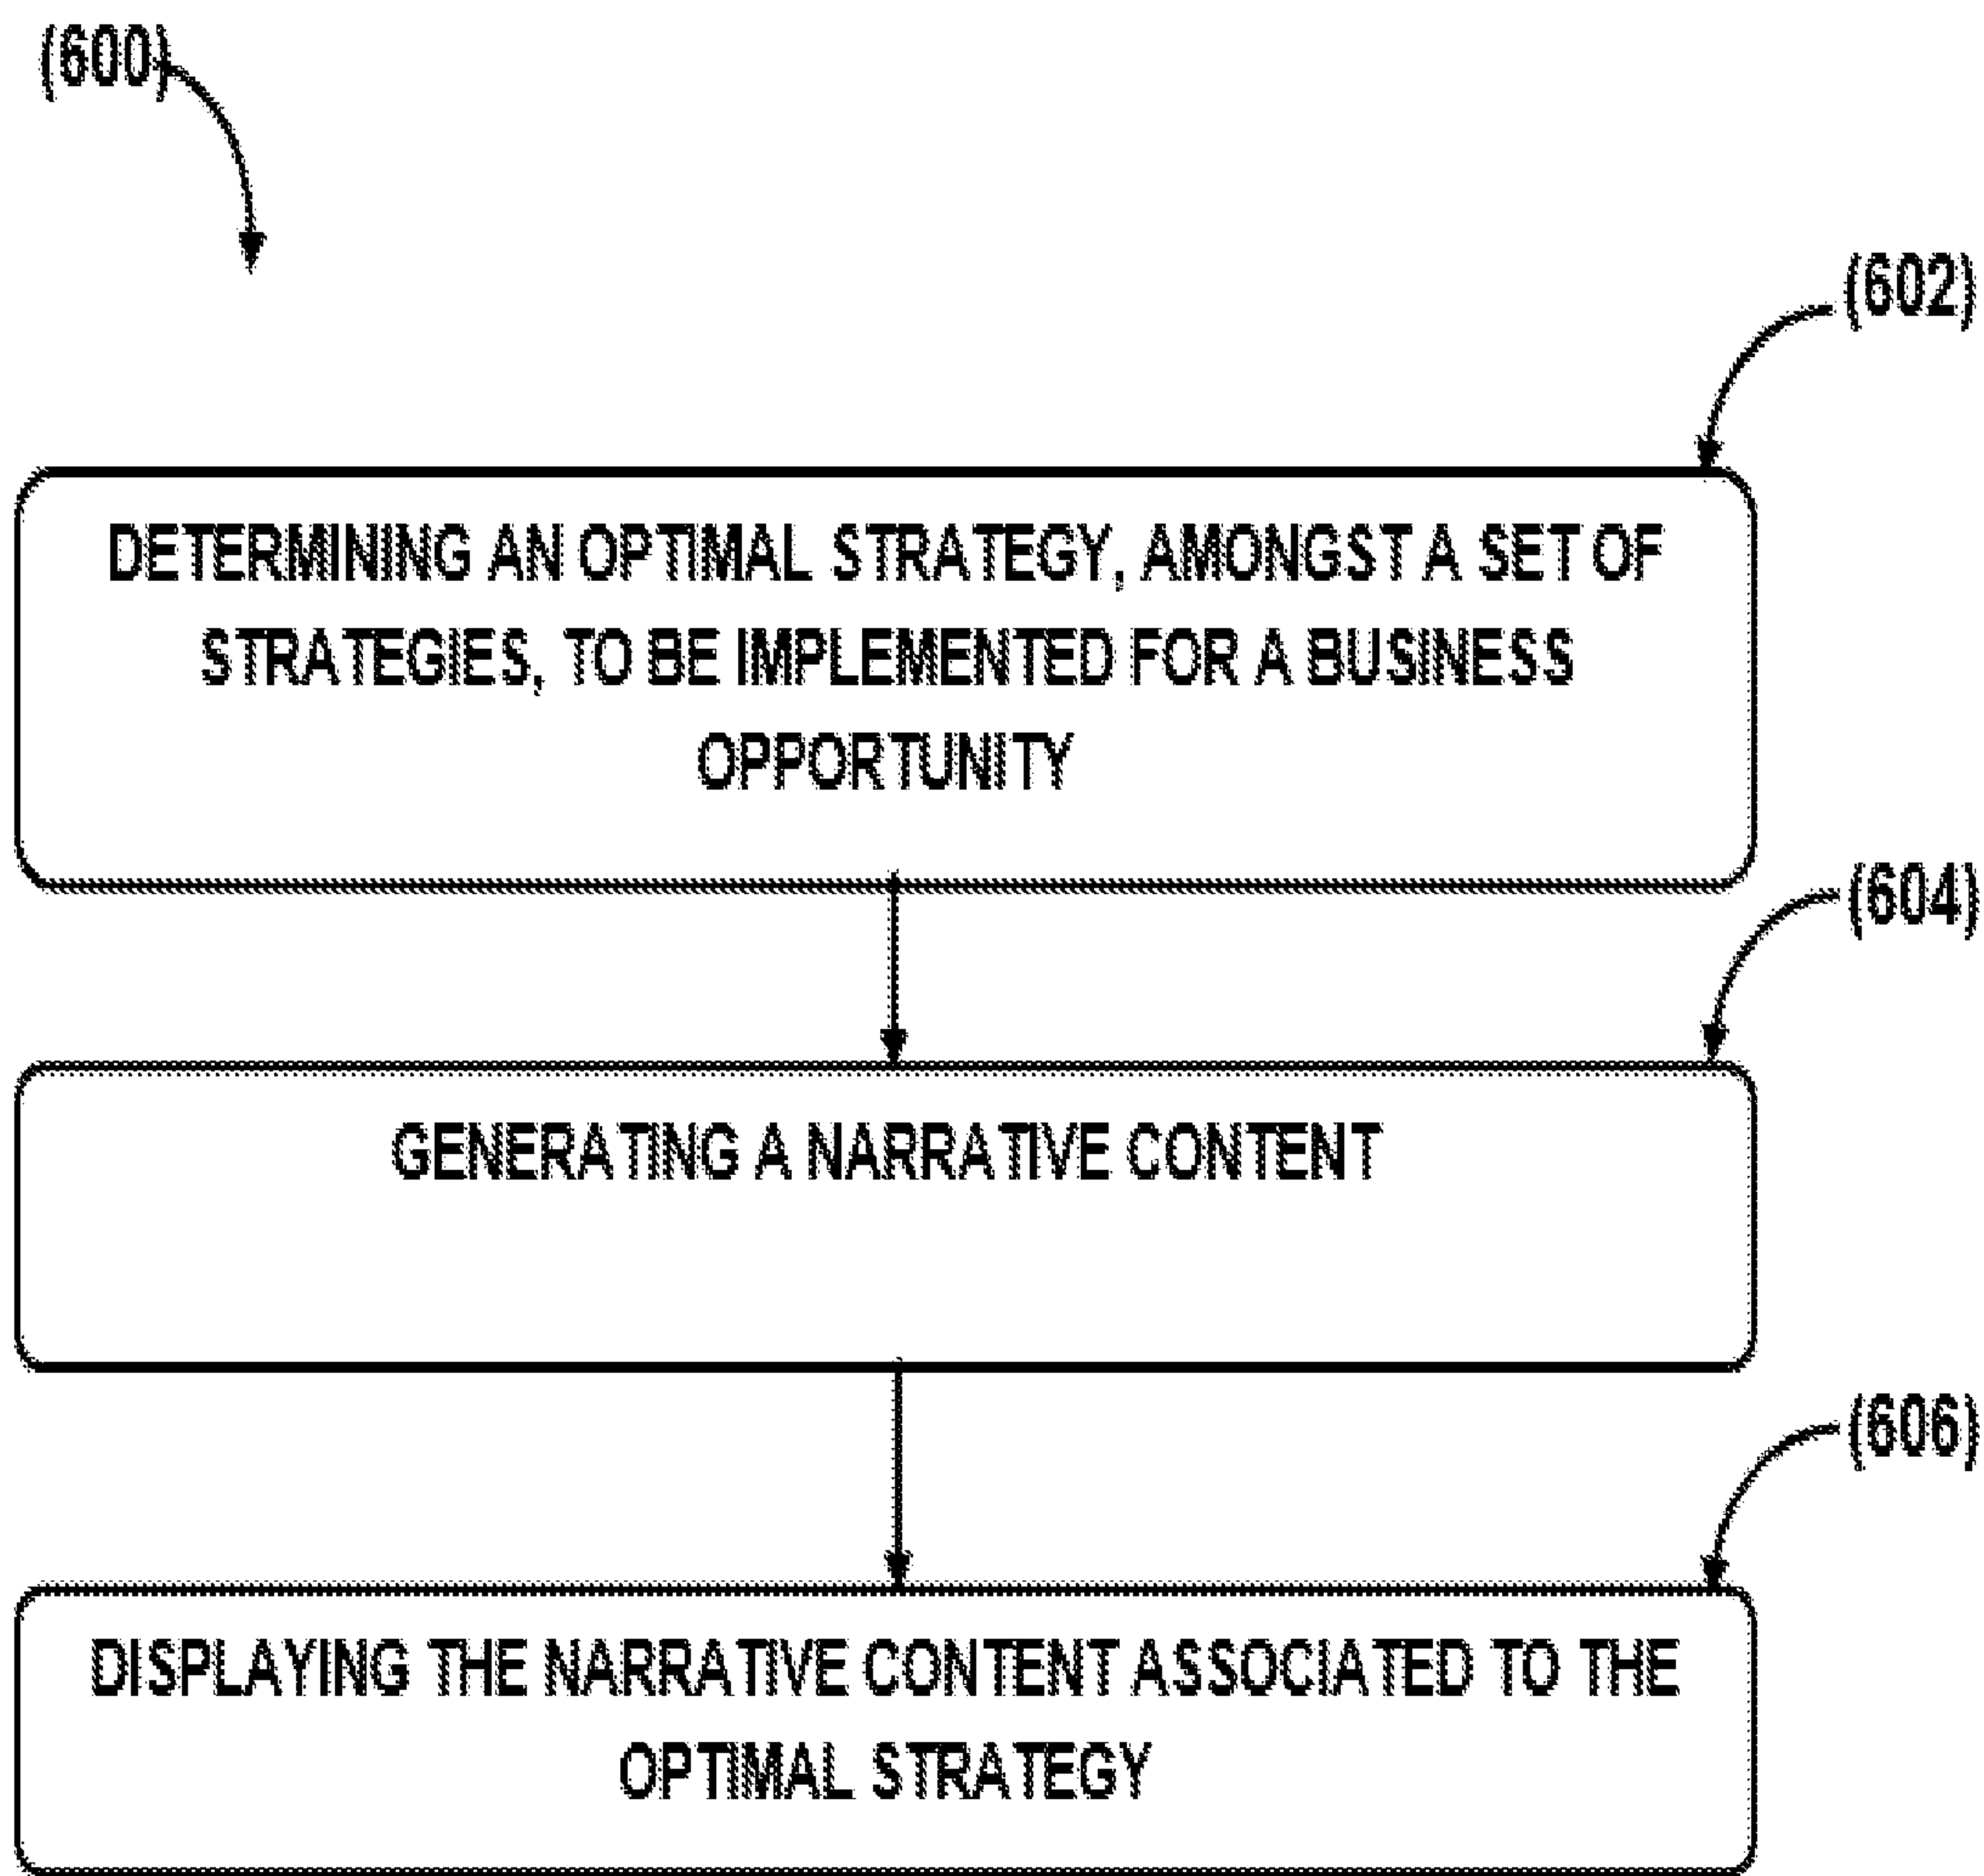 (600)
(602)
DETERMINING AN OPTIMAL STRATEGY, AMONGST A SET OF
STRATEGIES, TO BE IMPLEMENTED FOR A BUSINESS
OPPORTUNITY
(604)
GENERATING A NARRATIVE CONTENT
(606)
DISPLAYING THE NARRATIVE CONTENT ASSOCIATED TO THE
OPTIMAL STRATEGY